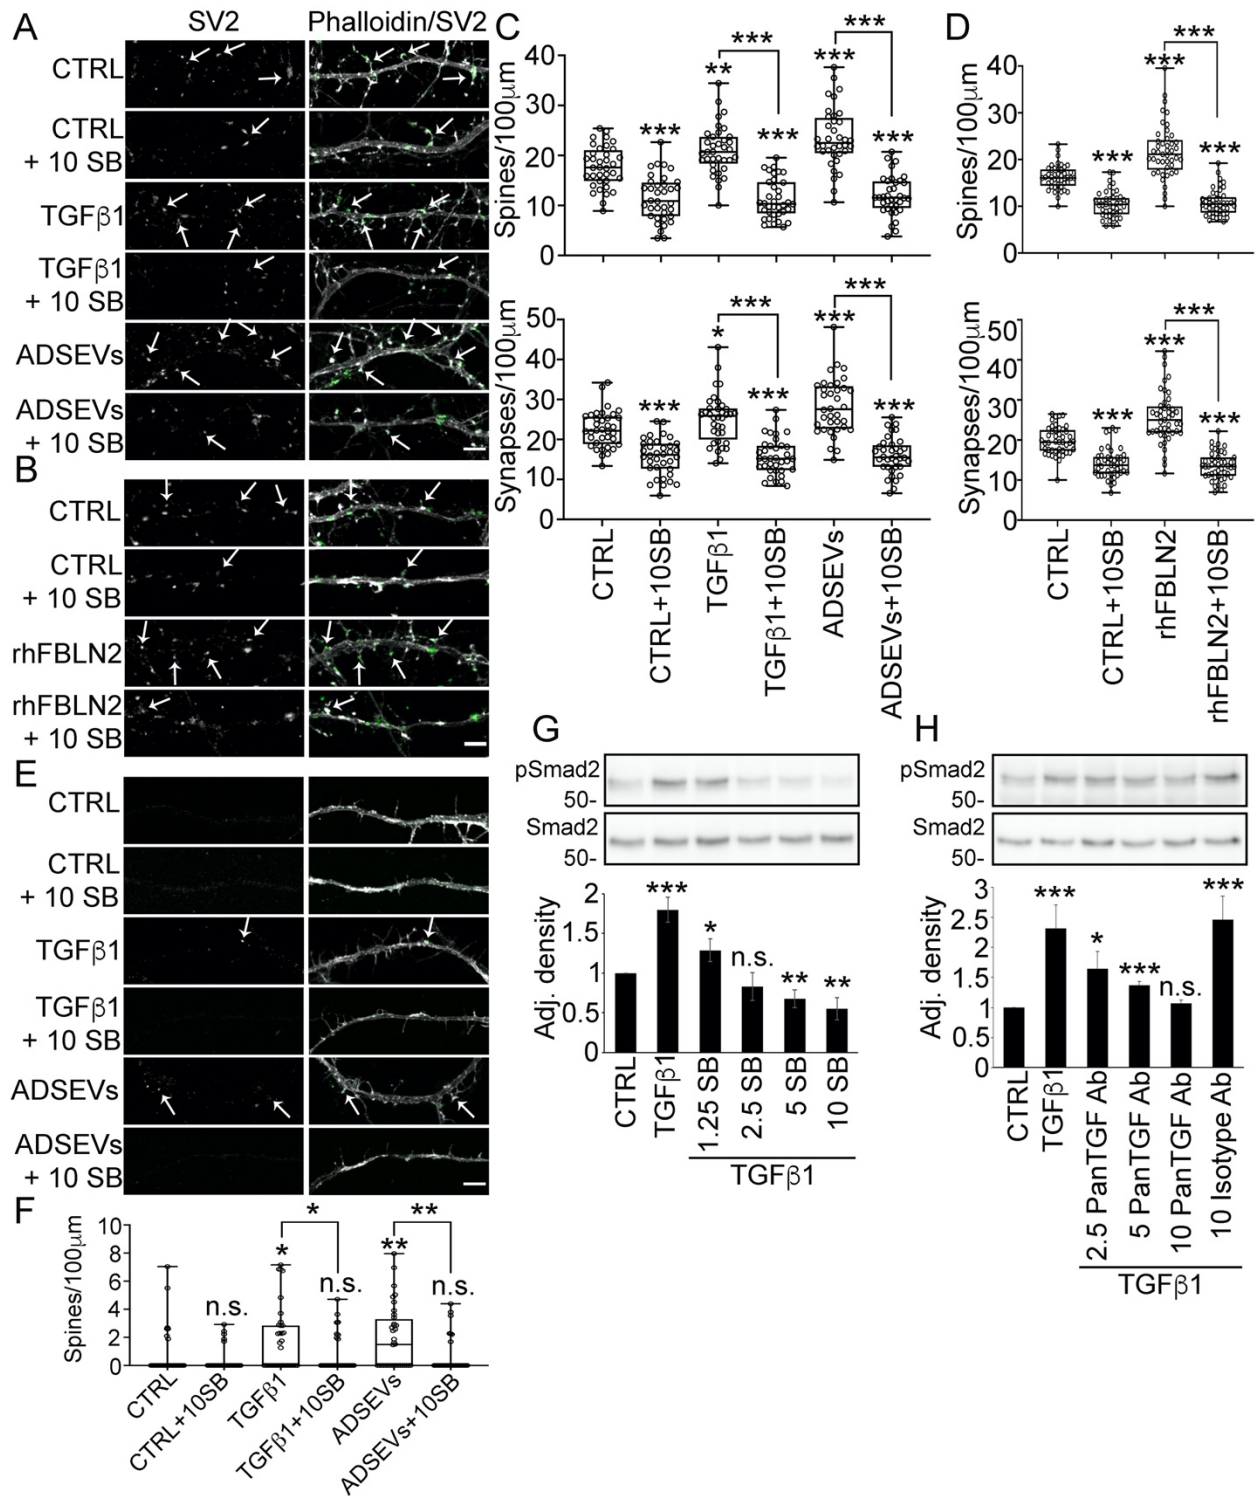 A
SV2
Phalloidin/SV2
CTRL
CTRL
+ 10 SB
TGFβ1
TGFβ1
+ 10 SB
ADSEVs
ADSEVs
+ 10 SB
B
CTRL
CTRL
+ 10 SB
rhFBLN2
rhFBLN2
+ 10 SB
C
Spines/100μm
40
30
20
10
0
***
**
***
***
***
***
***
Synapses/100μm
50
40
30
20
10
0
***
*
***
***
***
***
***
CTRL
CTRL+10SB
TGFβ1
TGFβ1+10SB
ADSEVs
ADSEVs+10SB
D
Spines/100μm
40
30
20
10
0
***
***
***
***
Synapses/100μm
50
40
30
20
10
0
***
***
***
***
CTRL
CTRL+10SB
rhFBLN2
rhFBLN2+10SB
E
CTRL
CTRL
+ 10 SB
TGFβ1
TGFβ1
+ 10 SB
ADSEVs
ADSEVs
+ 10 SB
F
Spines/100μm
10
8
6
4
2
0
n.s.
*
*
n.s.
**
**
n.s.
CTRL
CTRL+10SB
TGFβ1
TGFβ1+10SB
ADSEVs
ADSEVs+10SB
G
pSmad2
50-
Smad2
50-
Adj. density
2
1.5
1
0.5
0
***
*
n.s.
**
**
CTRL
TGFβ1
1.25 SB
2.5 SB
5 SB
10 SB
TGFβ1
H
pSmad2
50-
Smad2
50-
Adj. density
3
2.5
2
1.5
1
0.5
0
***
*
***
n.s.
***
CTRL
TGFβ1
2.5 PanTGF Ab
5 PanTGF Ab
10 PanTGF Ab
10 Isotype Ab
TGFβ1